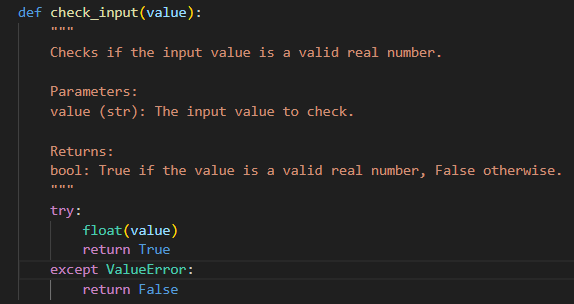 def check_input(value):
    """
    Checks if the input value is a valid real number.

    Parameters:
    value (str): The input value to check.

    Returns:
    bool: True if the value is a valid real number, False otherwise.
    """
    try:
        float(value)
        return True
    except ValueError:
        return False